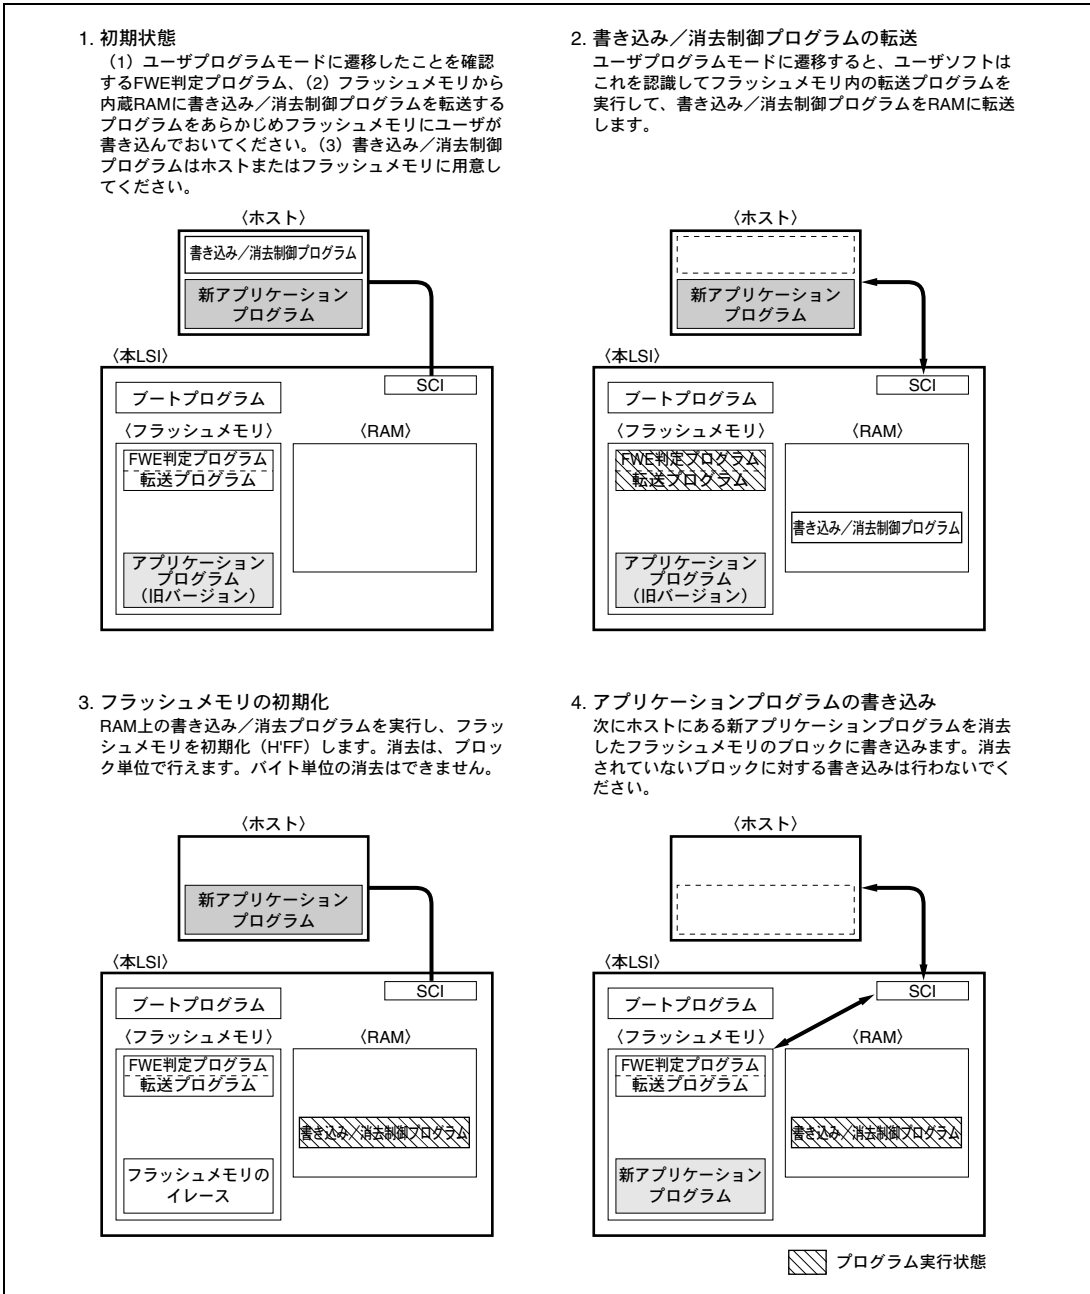 1. 初期状態
（1）ユーザプログラムモードに遷移したことを確認
するFWE判定プログラム、（2）フラッシュメモリから
内蔵RAMに書き込み／消去制御プログラムを転送する
プログラムをあらかじめフラッシュメモリにユーザが
書き込んでおいてください。（3）書き込み／消去制御
プログラムはホストまたはフラッシュメモリに用意し
てください。
〈ホスト〉
書き込み／消去制御プログラム
新アプリケーション
プログラム
〈本LSI〉
SCI
ブートプログラム
〈フラッシュメモリ〉
〈RAM〉
FWE判定プログラム
転送プログラム
アプリケーション
プログラム
（旧バージョン）
2. 書き込み／消去制御プログラムの転送
ユーザプログラムモードに遷移すると、ユーザソフトは
これを認識してフラッシュメモリ内の転送プログラムを
実行して、書き込み／消去制御プログラムをRAMに転送
します。
〈ホスト〉
新アプリケーション
プログラム
〈本LSI〉
SCI
ブートプログラム
〈フラッシュメモリ〉
〈RAM〉
FWE判定プログラム
転送プログラム
書き込み／消去制御プログラム
アプリケーション
プログラム
（旧バージョン）
3. フラッシュメモリの初期化
RAM上の書き込み／消去プログラムを実行し、フラッ
シュメモリを初期化（H'FF）します。消去は、ブロッ
ク単位で行えます。バイト単位の消去はできません。
〈ホスト〉
新アプリケーション
プログラム
〈本LSI〉
SCI
ブートプログラム
〈フラッシュメモリ〉
〈RAM〉
FWE判定プログラム
転送プログラム
書き込み／消去制御プログラム
フラッシュメモリの
イレース
4. アプリケーションプログラムの書き込み
次にホストにある新アプリケーションプログラムを消去
したフラッシュメモリのブロックに書き込みます。消去
されていないブロックに対する書き込みは行わないでく
ださい。
〈ホスト〉
〈本LSI〉
SCI
ブートプログラム
〈フラッシュメモリ〉
〈RAM〉
FWE判定プログラム
転送プログラム
書き込み／消去制御プログラム
新アプリケーション
プログラム
プログラム実行状態